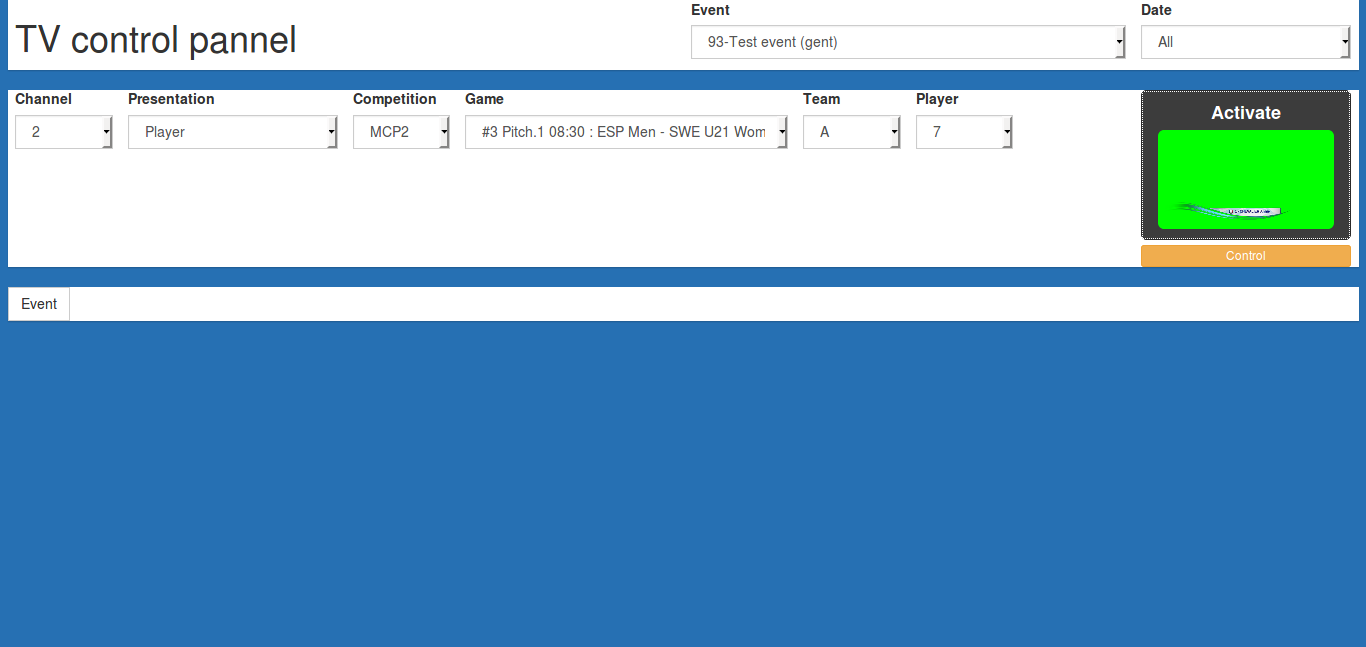 TV control pannel
Event
93-Test event (gent)
Date
All
Channel
2
Presentation
Player
Competition
MCP2
Game
#3 Pitch.1 08:30 : ESP Men - SWE U21 Wom
Team
A
Player
7
Activate
Control
Event